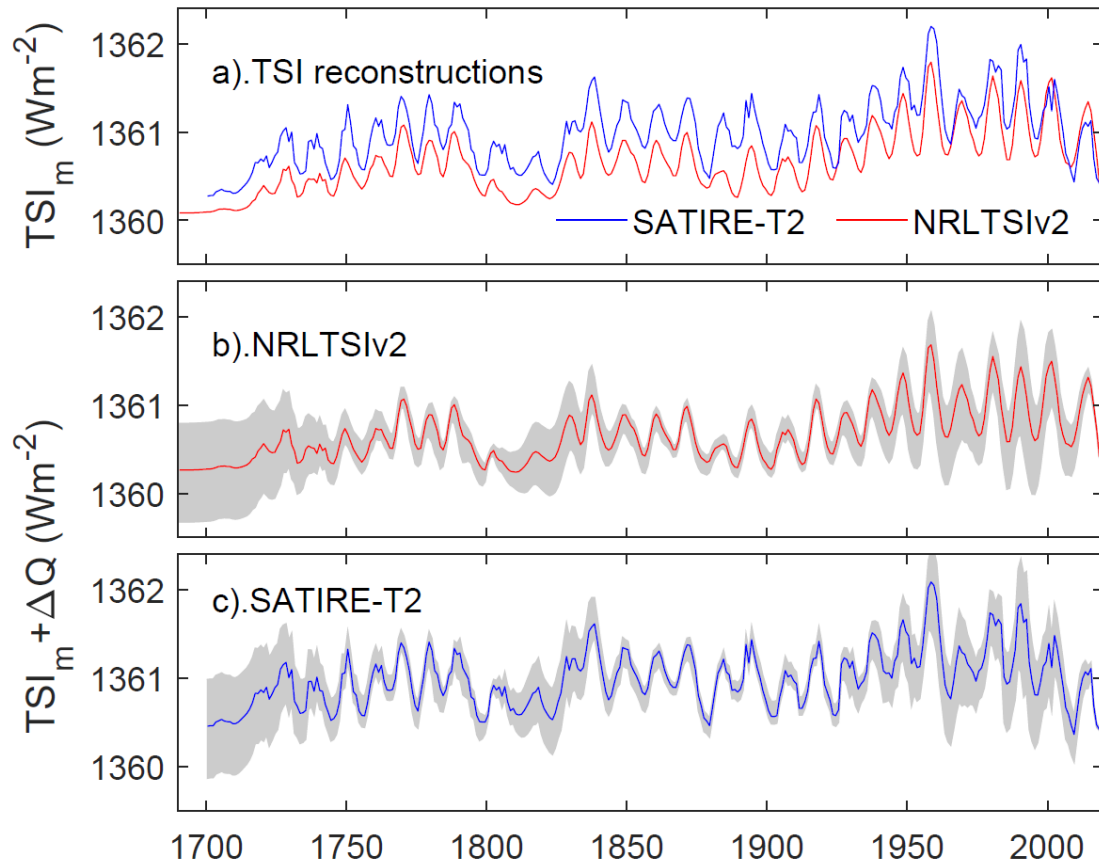 TSIm (Wm-2)
1362
1361
1360
a).TSI reconstructions
SATIRE-T2 NRLTSIv2
1362
1361
1360
b).NRLTSIv2
TSIm+ΔQ (Wm-2)
1362
1361
1360
c).SATIRE-T2
1700 1750 1800 1850 1900 1950 2000